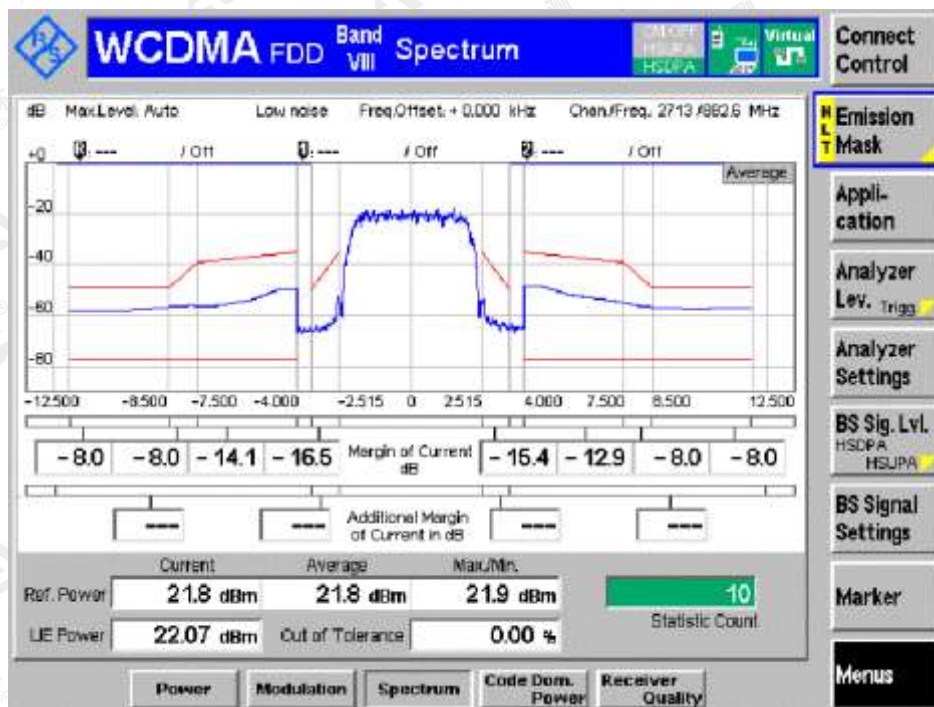 R S
WCDMA FDD Band VIII Spectrum
HSDPA
Virtual
Connect Control
dB Max.Level: Auto Low noise Freq.Offset: + 0.000 kHz Chan./Freq.: 2713 /882.6 MHz
Emission Mask
H L T
+0 --- / Off --- / Off 2: --- / Off
Average
-20
-40
-60
-80
-12.500 -8.500 -7.500 -4.000 -2.515 0 2.515 4.000 7.500 8.500 12.500
Appli-
cation
Analyzer
Lev. Trigg.
Analyzer
Settings
- 8.0 - 8.0 - 14.1 - 16.5 Margin of Current dB - 15.4 - 12.9 - 8.0 - 8.0
BS Sig. Lvl.
HSDPA
HSUPA
--- --- Additional Margin of Current in dB --- ---
BS Signal
Settings
Current Average Max./Min.
Ref. Power 21.8 dBm 21.8 dBm 21.9 dBm 10
Statistic Count
UE Power 22.07 dBm Out of Tolerance 0.00 %
Marker
Power Modulation Spectrum Code Dom. Power Receiver Quality
Menus